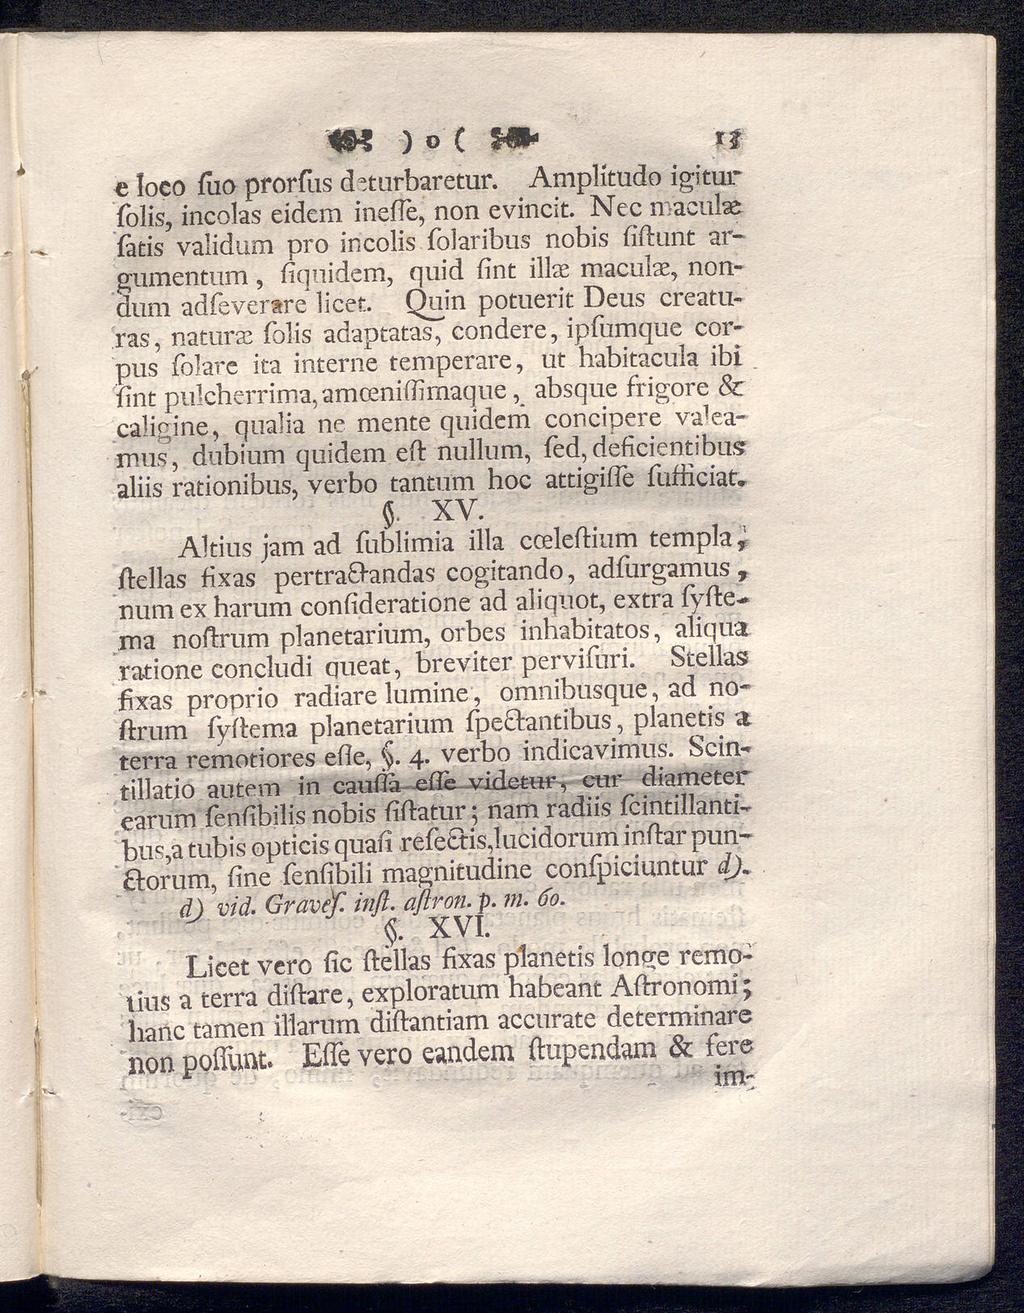 ) o ( 13
e loco ſuo prorſus deturbaretur. Amplitudo igitur
ſolis, incolas eidem ineſſe, non evincit. Nec maculæ
ſatis validum pro incolis ſolaribus nobis ſiſtunt ar-
gumentum, ſiquidem, quid ſint illæ maculæ, non-
dum adſeverare licet. Quin potuerit Deus creatu-
ras, naturæ ſolis adaptatas, condere, ipſumque cor-
pus ſolare ita interne temperare, ut habitacula ibi
ſint pulcherrima, amœniſſimaque, absque frigore &
caligine, qualia ne mente quidem concipere valea-
mus, dubium quidem eſt nullum, ſed, deficientibus
aliis rationibus, verbo tantum hoc attigiſſe ſufficiat.
§. XV.
Altius jam ad ſublimia illa cœleſtium templa,
ſtellas fixas pertractandas cogitando, adſurgamus,
num ex harum conſideratione ad aliquot, extra ſyſte-
ma noſtrum planetarium, orbes inhabitatos, aliqua
ratione concludi queat, breviter perviſuri. Stellas
fixas proprio radiare lumine, omnibusque, ad no-
ſtrum ſyſtema planetarium ſpectantibus, planetis a
terra remotiores eſſe, §. 4. verbo indicavimus. Scin-
tillatio autem in cauſſa eſſe videtur, cur diameter
earum ſenſibilis nobis ſiſtatur; nam radiis ſcintillanti-
bus,a tubis opticis quaſi reſectis,lucidorum inſtar pun-
ctorum, ſine ſenſibili magnitudine conſpiciuntur d).
d) vid. Graveſ. inſt. aſtron. p. m. 60.
§. XVI.
Licet vero ſic ſtellas fixas planetis longe remo-
tius a terra diſtare, exploratum habeant Aſtronomi;
hanc tamen illarum diſtantiam accurate determinare
non poſſunt. Eſſe vero eandem ſtupendam & fere
im-